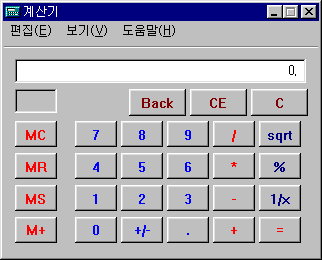 계산기
편집(E) 보기(V) 도움말(H)
0.
Back CE C
MC 7 8 9 / sqrt
MR 4 5 6 * %
MS 1 2 3 - 1/x
M+ 0 +/- . + =